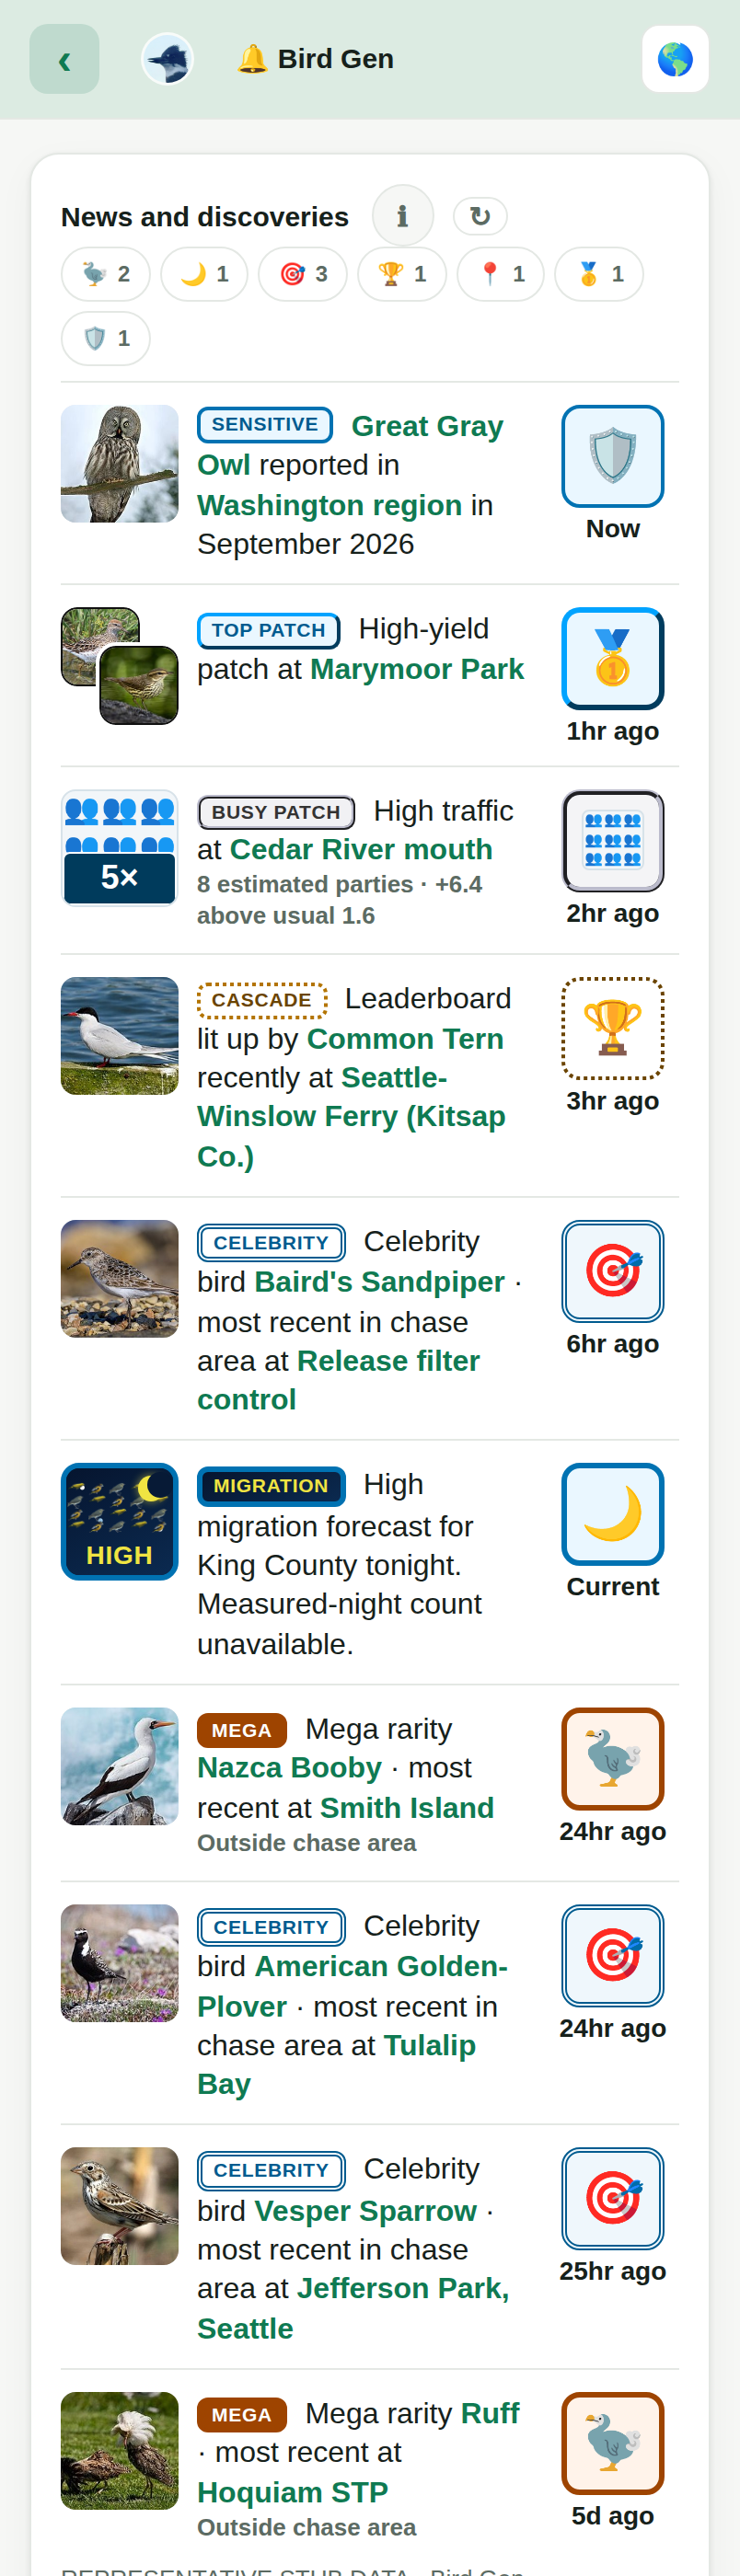 ‹ 🔔 Bird Gen 🌎
News and discoveries ℹ ↻
🦤 2 🌙 1 🎯 3 🏆 1 📍 1 🥇 1
🛡️ 1
SENSITIVE Great Gray
Owl reported in
Washington region in
September 2026
Now
TOP PATCH High-yield
patch at Marymoor Park
1hr ago
5×
BUSY PATCH High traffic
at Cedar River mouth
8 estimated parties · +6.4
above usual 1.6
2hr ago
CASCADE Leaderboard
lit up by Common Tern
recently at Seattle-
Winslow Ferry (Kitsap
Co.)
3hr ago
CELEBRITY Celebrity
bird Baird's Sandpiper ·
most recent in chase
area at Release filter
control
6hr ago
HIGH
MIGRATION High
migration forecast for
King County tonight.
Measured-night count
unavailable.
Current
MEGA Mega rarity
Nazca Booby · most
recent at Smith Island
Outside chase area
24hr ago
CELEBRITY Celebrity
bird American Golden-
Plover · most recent in
chase area at Tulalip
Bay
24hr ago
CELEBRITY Celebrity
bird Vesper Sparrow ·
most recent in chase
area at Jefferson Park,
Seattle
25hr ago
MEGA Mega rarity Ruff
· most recent at
Hoquiam STP
Outside chase area
5d ago
REPRESENTATIVE STUB DATA · Bird Gen